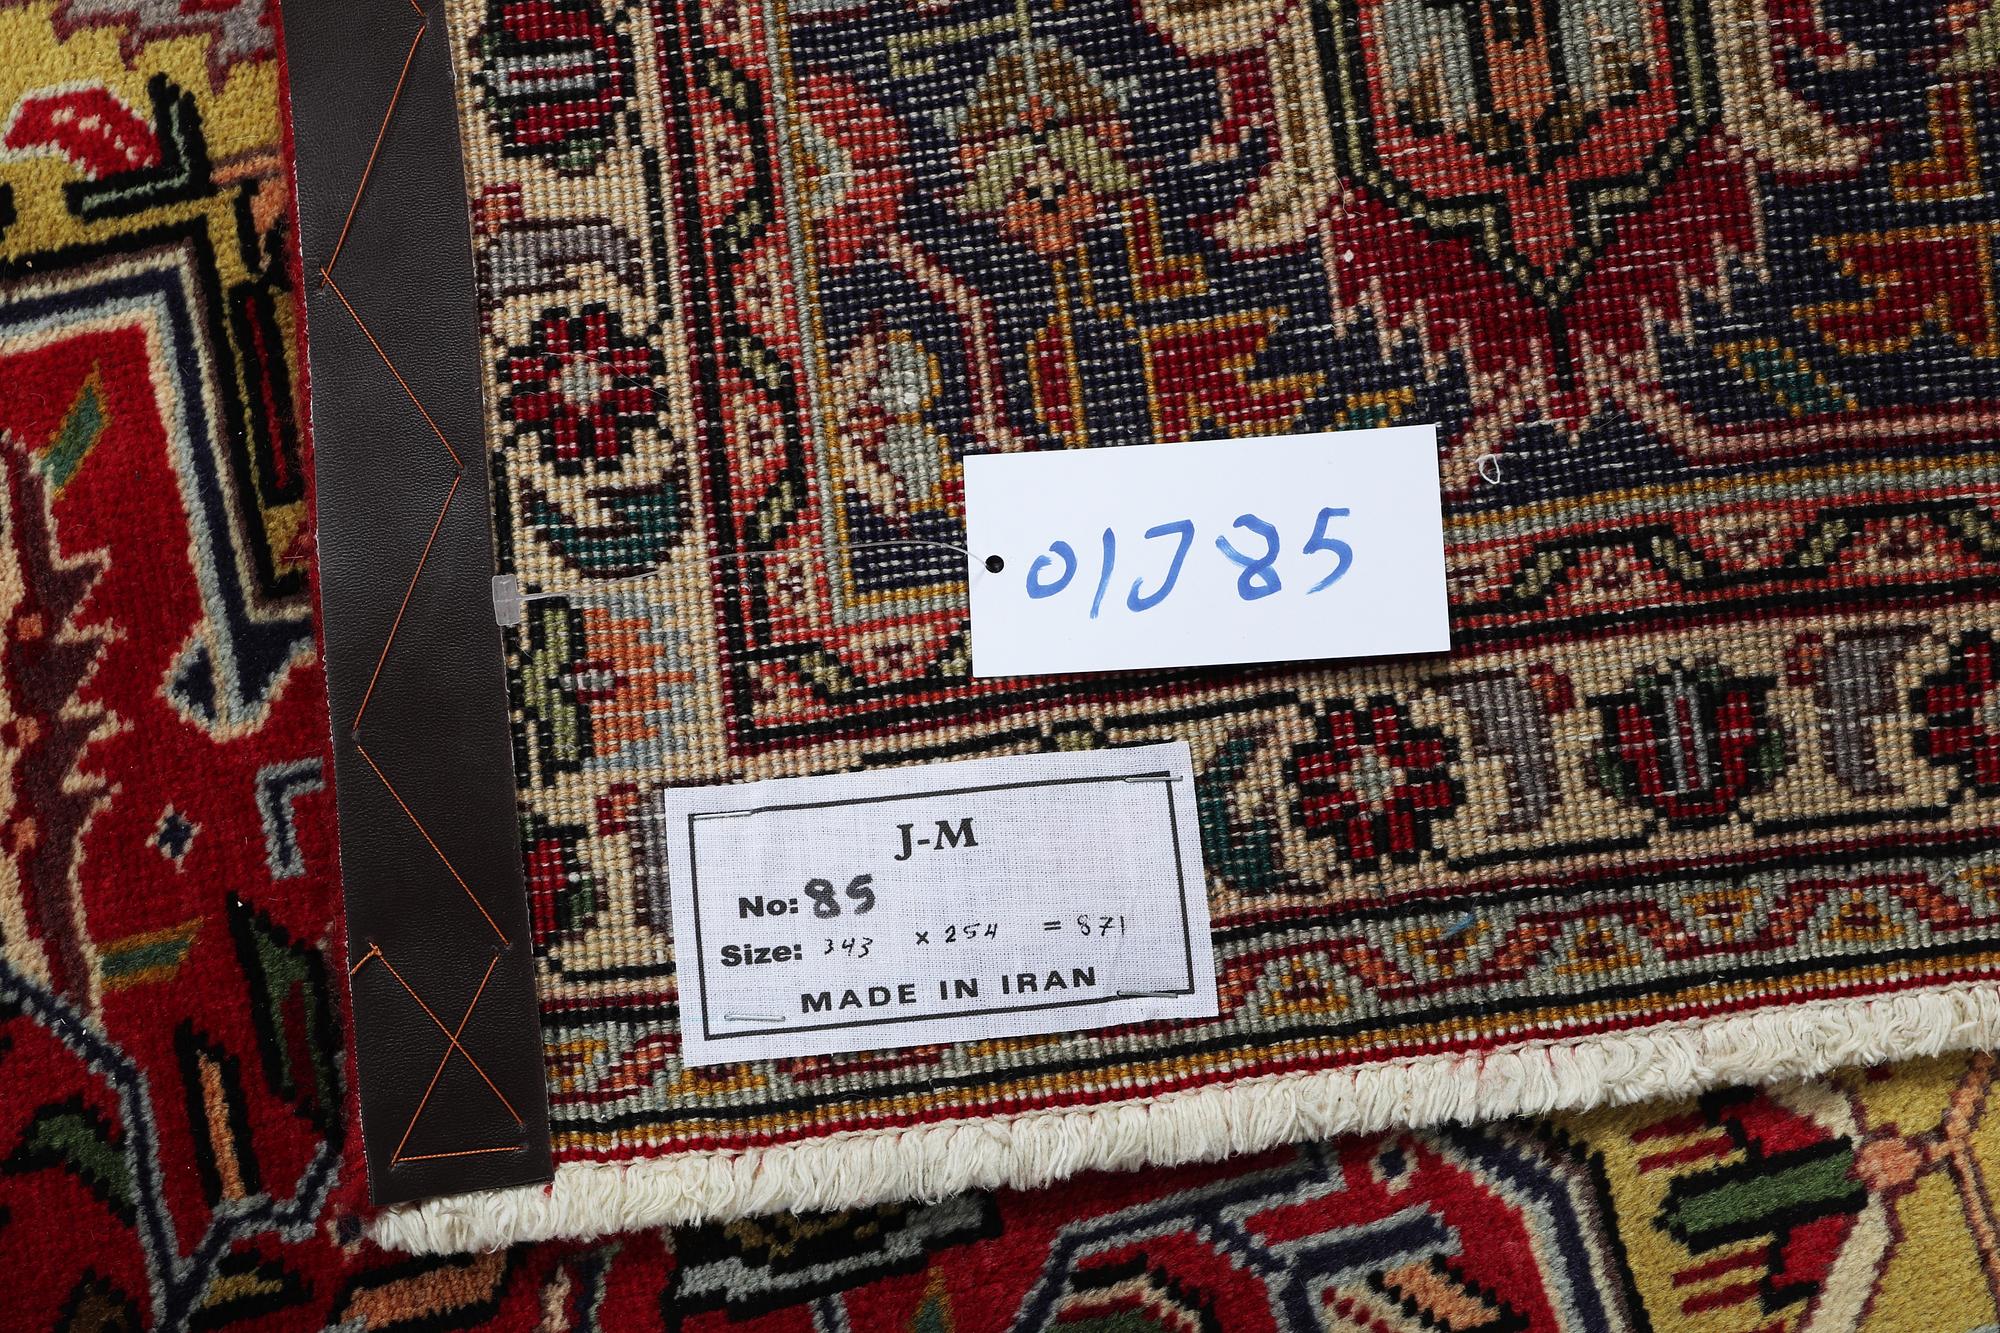 01J85
J-M
No: 85
Size: 343 x 254 = 871
MADE IN IRAN